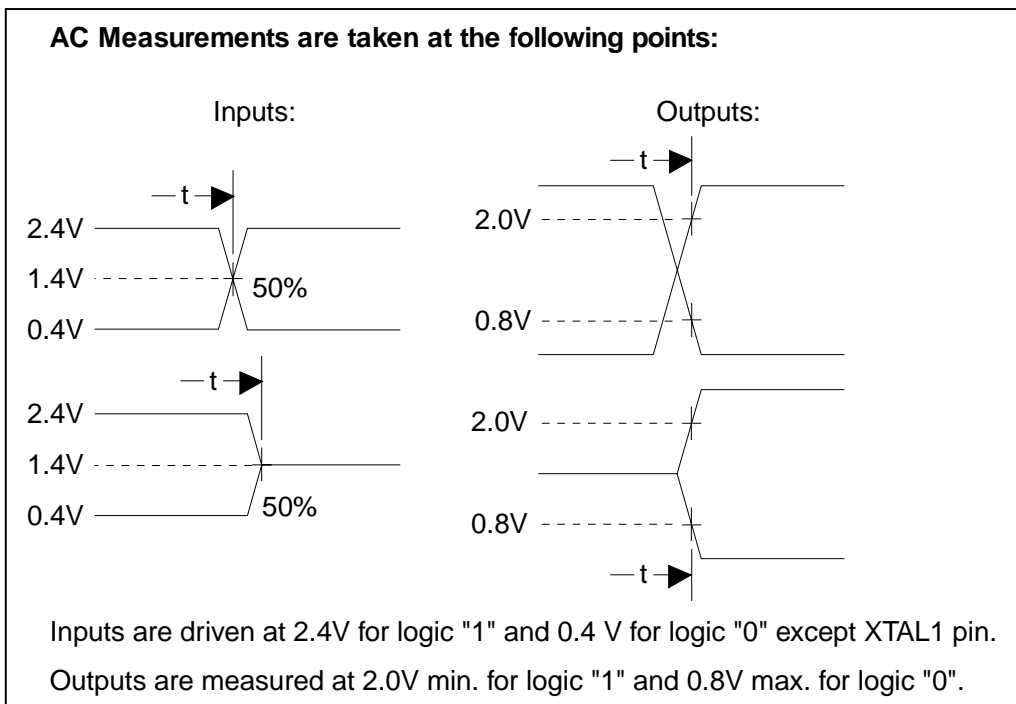 AC Measurements are taken at the following points:
Inputs:
t
2.4V
1.4V
50%
0.4V
t
2.4V
1.4V
0.4V
50%
Outputs:
t
2.0V
0.8V
2.0V
0.8V
t
Inputs are driven at 2.4V for logic "1" and 0.4 V for logic "0" except XTAL1 pin.
Outputs are measured at 2.0V min. for logic "1" and 0.8V max. for logic "0".